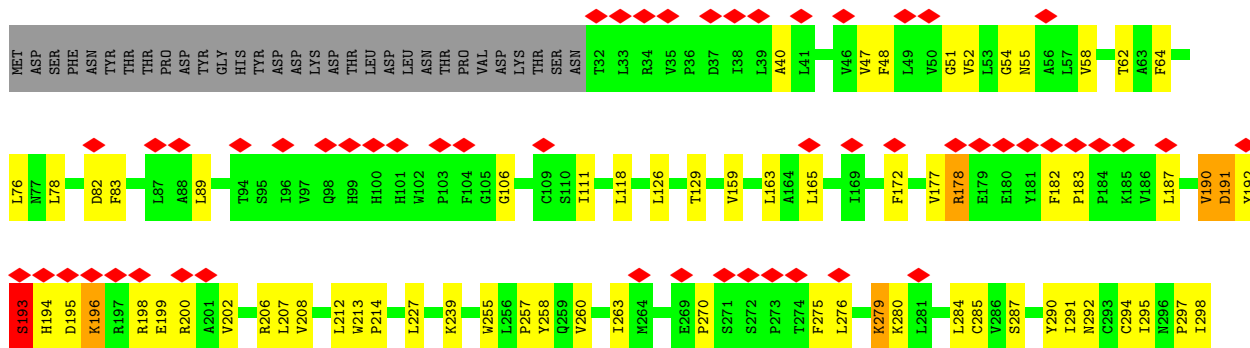 MET ASP SER PHE ASN TYR THR THR PRO ASP TYR GLY HIS TYR ASP ASP LYS ASP THR LEU ASP LEU ASN THR PRO VAL ASP LYS THR SER ASN T32 L33 R34 V35 P36 D37 I38 L39 A40 L41 V46 V47 F48 L49 V50 G51 V52 L53 G54 N55 A56 L57 V58 T62 A63 F64
L76 N77 L78 D82 F83 L87 A88 L89 T94 S95 I96 V97 Q98 H99 H100 H101 W102 P103 F104 G105 G106 C109 S110 I111 L118 L126 T129 V159 L163 A164 L165 I169 F172 V177 R178 E179 E180 Y181 F182 P183 P184 K185 V186 L187 V190 D191 Y192
S193 H194 D195 K196 R197 R198 E199 R200 A201 V202 R206 L207 V208 L212 W213 P214 L227 K239 W255 L256 P257 Y258 Q259 V260 I263 M264 E269 P270 S271 S272 P273 T274 F275 L276 K279 K280 L281 L284 C285 V286 S287 Y290 I291 N292 C293 C294 I295 N296 P297 I298